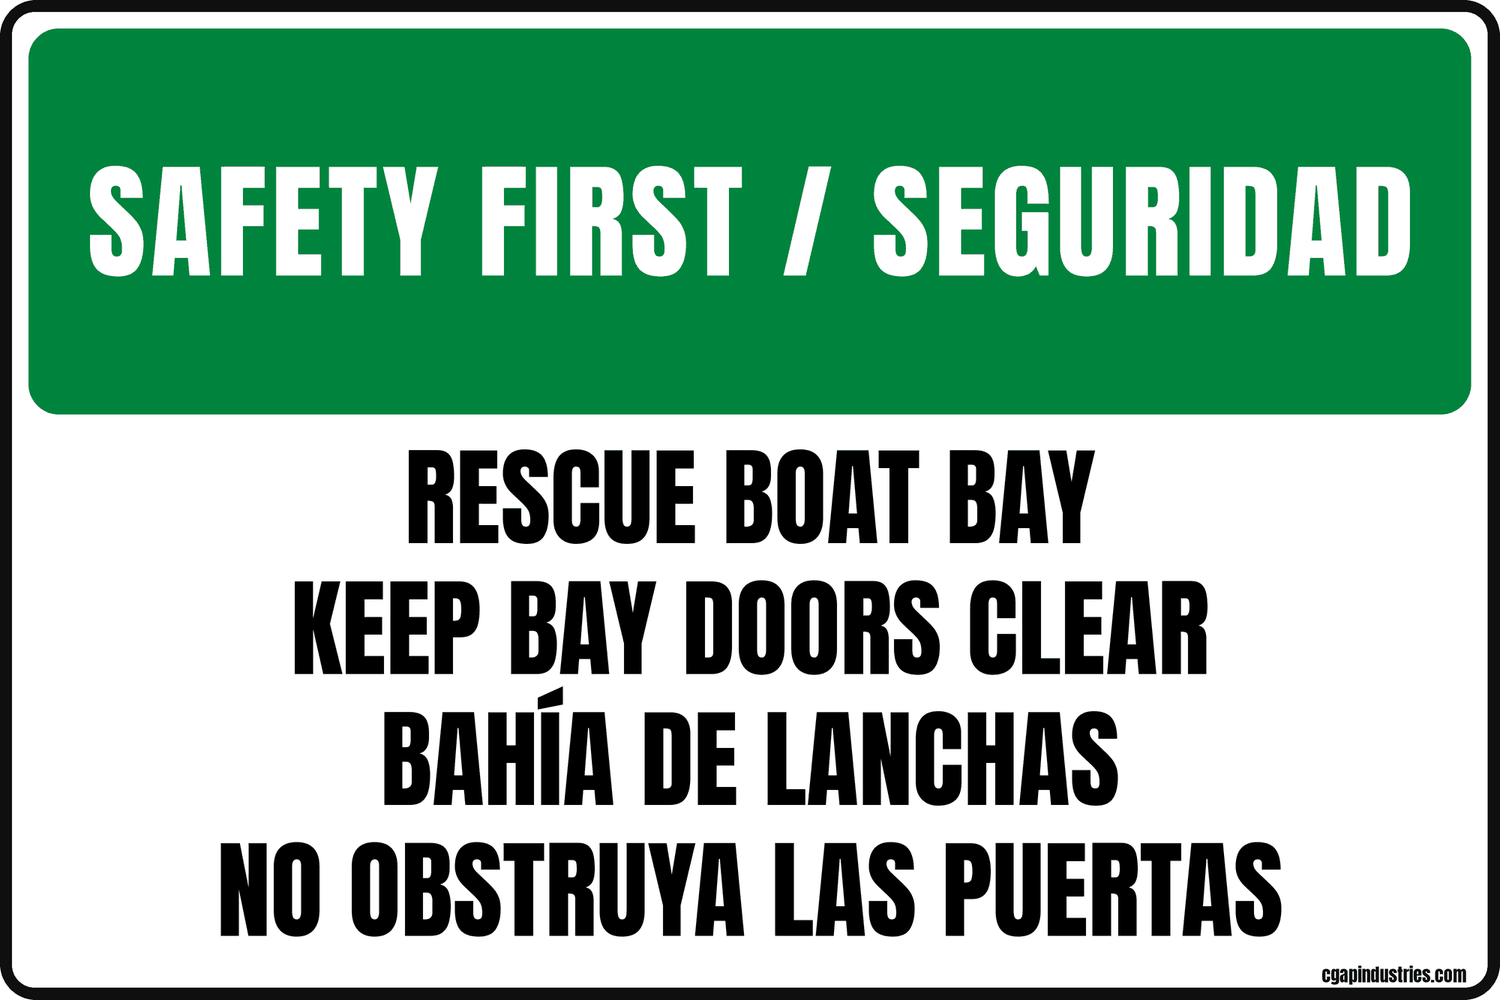 SAFETY FIRST / SEGURIDAD
RESCUE BOAT BAY
KEEP BAY DOORS CLEAR
BAHÍA DE LANCHAS
NO OBSTRUYA LAS PUERTAS
cgapindustries.com